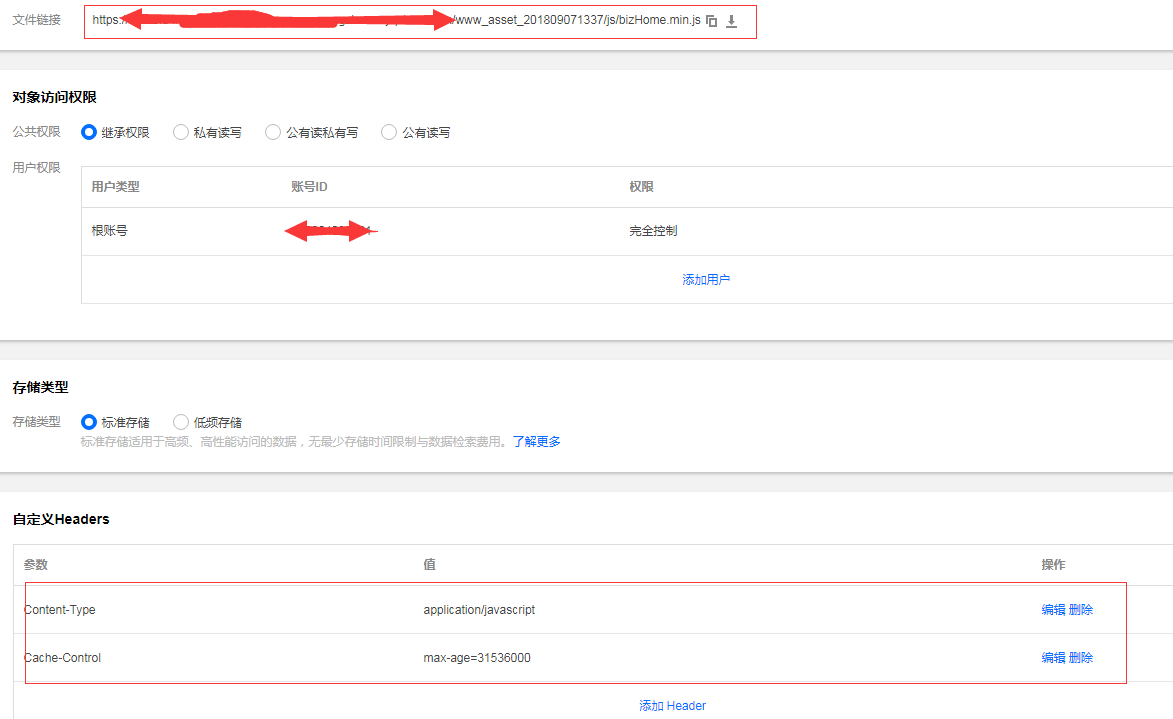 文件链接 https: /www_asset_201809071337/js/bizHome.min.js
对象访问权限
公共权限 继承权限 私有读写 公有读私有写 公有读写
用户权限
用户类型 账号ID 权限
根账号 完全控制
添加用户
存储类型
存储类型 标准存储 低频存储
标准存储适用于高频、高性能访问的数据，无最少存储时间限制与数据检索费用。了解更多
自定义Headers
参数 值 操作
Content-Type application/javascript 编辑 删除
Cache-Control max-age=31536000 编辑 删除
添加 Header